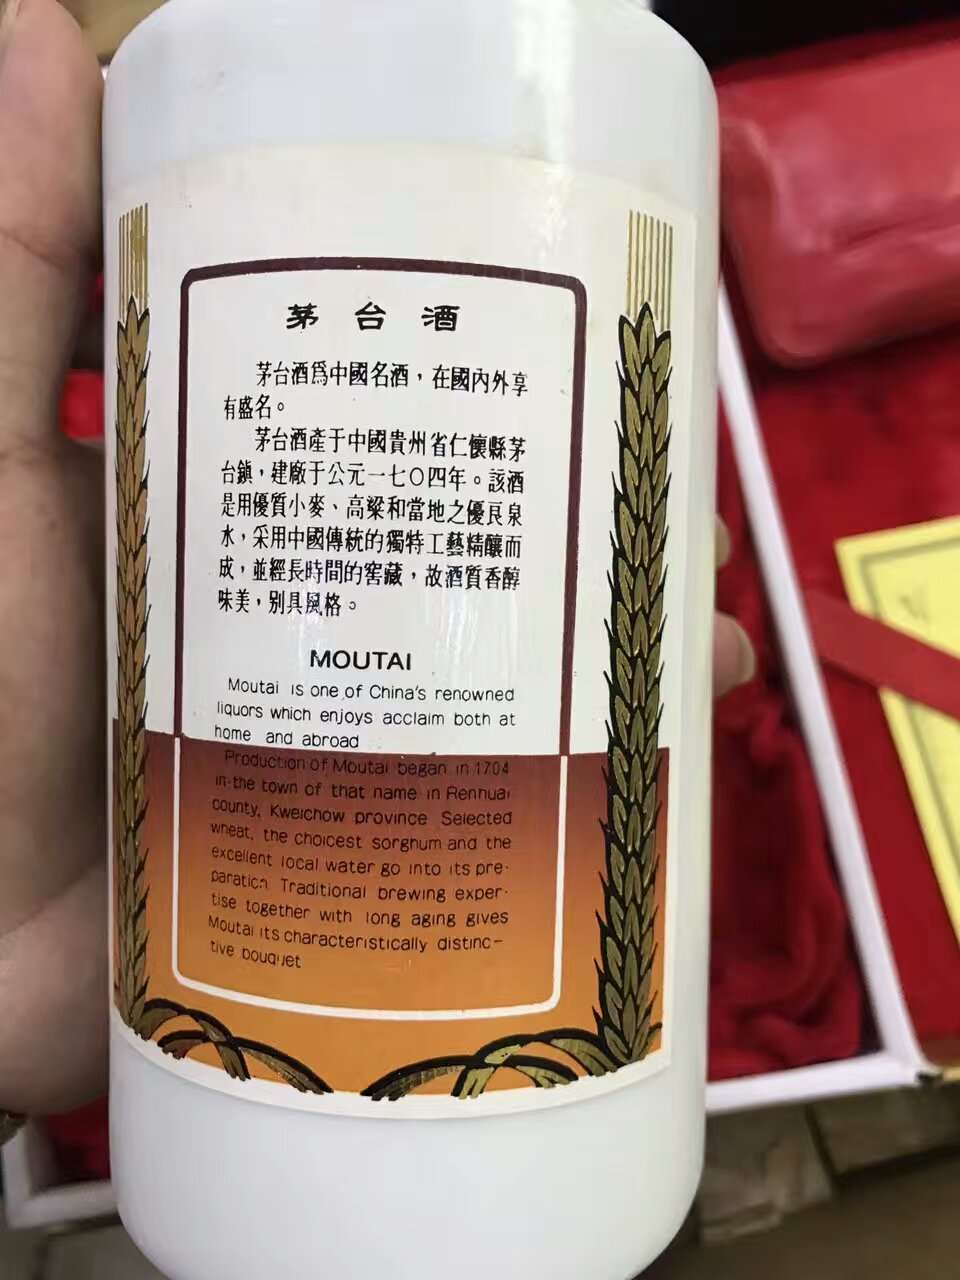 茅台酒
茅台酒爲中國名酒，在國內外享
有盛名。
茅台酒產于中國貴州省仁懷縣茅
台鎮，建廠于公元一七〇四年。該酒
是用優質小麥、高粱和當地之優良泉
水，采用中國傳統的獨特工藝精釀而
成，並經長時間的窖藏，故酒質香醇
味美，别具風格。
MOUTAI
Moutai is one of China's renowned
liquors which enjoys acclaim both at
home and abroad
Production of Moutai began in 1704
in the town of that name in Renhuai
county, Kweichow province Selected
wheat, the choicest sorghum and the
excellent local water go into its pre-
paration Traditional brewing exper-
tise together with long aging gives
Moutai its characteristically distinc-
tive bouquet